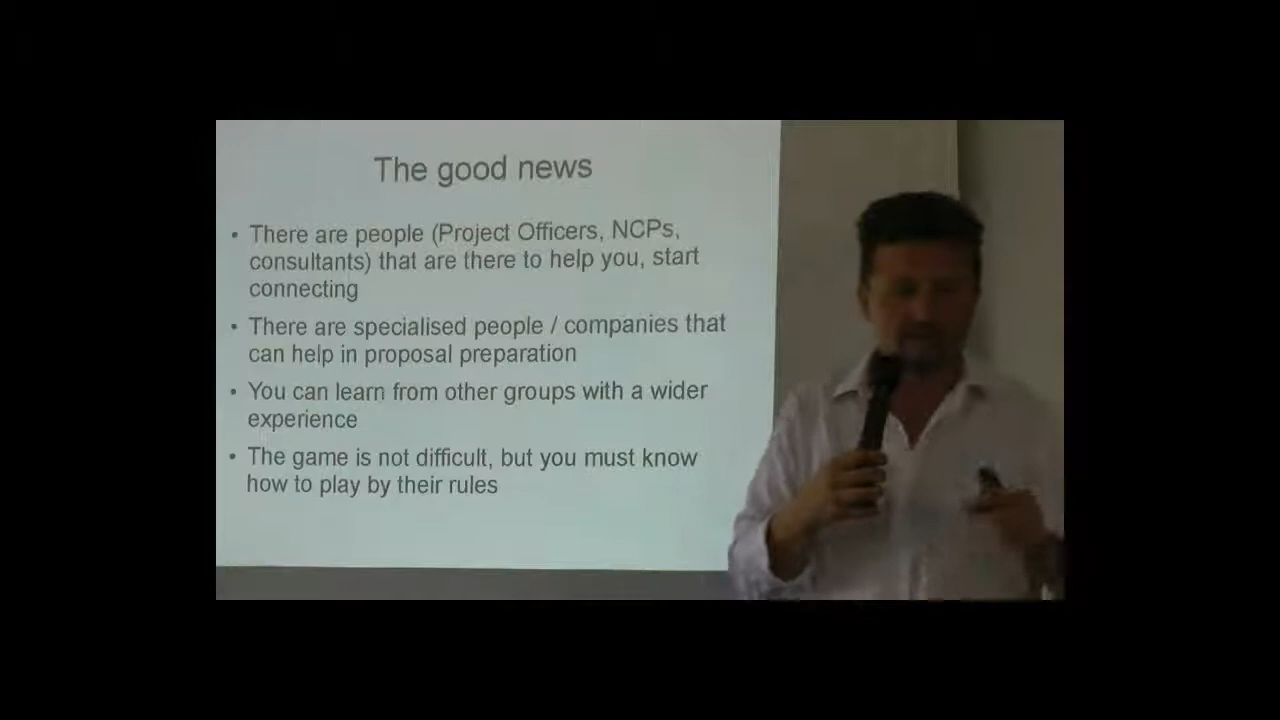 The good news
• There are people (Project Officers, NCPs,
consultants) that are there to help you, start
connecting
• There are specialised people / companies that
can help in proposal preparation
• You can learn from other groups with a wider
experience
• The game is not difficult, but you must know
how to play by their rules